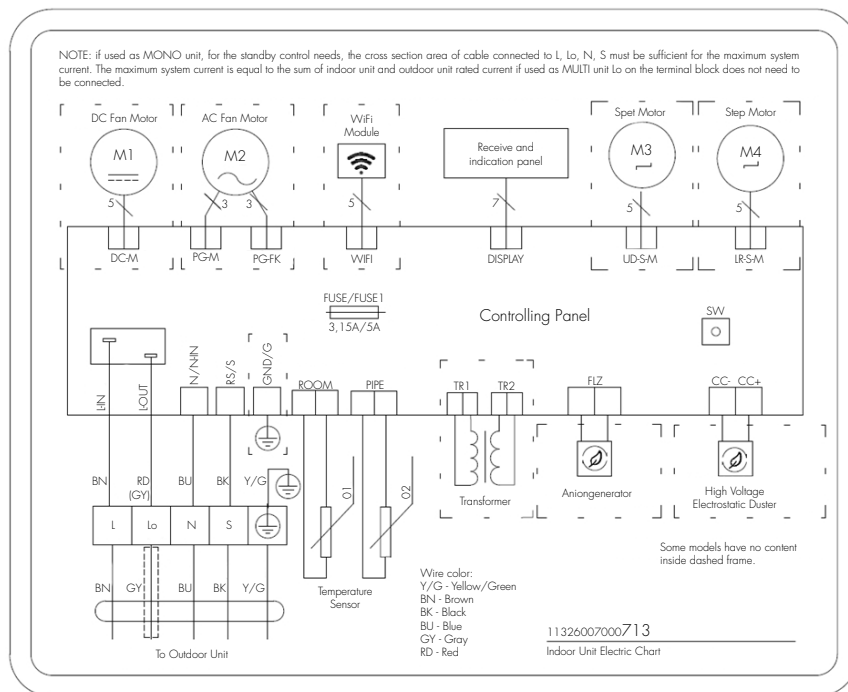 NOTE: if used as MONO unit, for the standby control needs, the cross section area of cable connected to L, Lo, N, S must be sufficient for the maximum system
current. The maximum system current is equal to the sum of indoor unit and outdoor unit rated current if used as MULTI unit Lo on the terminal block does not need to
be connected.
DC Fan Motor
AC Fan Motor
WiFi
Module
Spet Motor
Step Motor
M1
M2
Receive and
indication panel
M3
M4
5
3
3
5
7
5
5
DC-M
PG-M
PG-FK
WIFI
DISPLAY
UD-S-M
LR-S-M
FUSE/FUSE1
3,15A/5A
Controlling Panel
SW
L-IN
L-OUT
N/N-IN
RS/S
GND/G
ROOM
PIPE
TR1
TR2
FLZ
CC- CC+
BN
RD
(GY)
BU
BK
Y/G
01
02
Transformer
Aniongenerator
High Voltage
Electrostatic Duster
L
Lo
N
S
Some models have no content
inside dashed frame.
BN
GY
BU
BK
Y/G
Temperature
Sensor
To Outdoor Unit
Wire color:
Y/G - Yellow/Green
BN - Brown
BK - Black
BU - Blue
GY - Gray
RD - Red
11326007000713
Indoor Unit Electric Chart